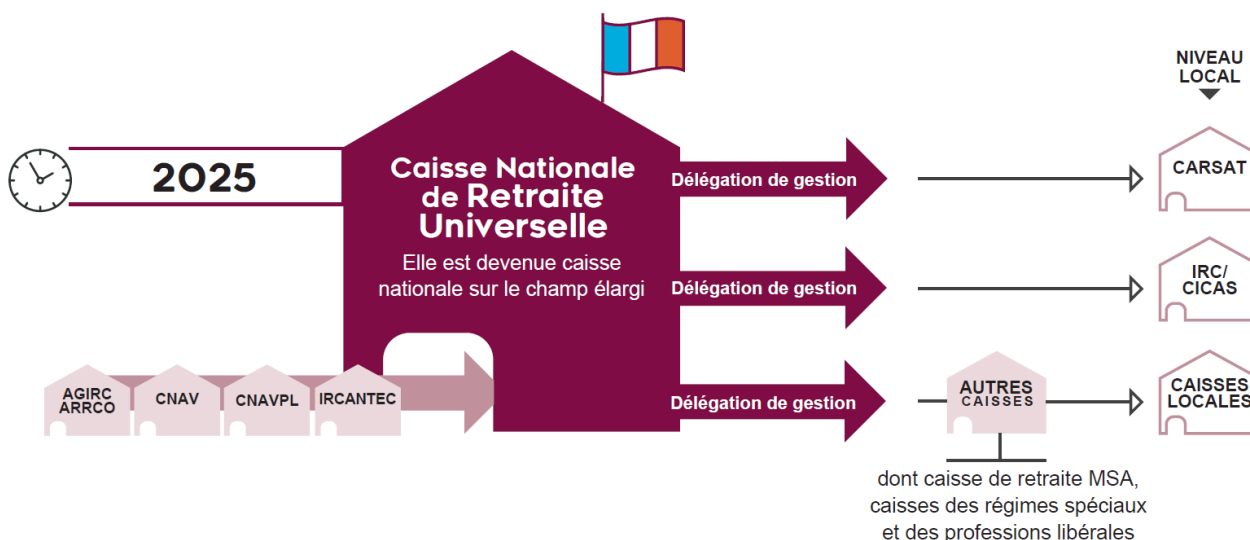 NIVEAU
LOCAL
2025
Caisse Nationale
de Retraite
Universelle
Elle est devenue caisse
nationale sur le champ élargi
Délégation de gestion
CARSAT
Délégation de gestion
IRC/
CICAS
AGIRC
ARRCO
CNAV
CNAVPL
IRCANTEC
Délégation de gestion
AUTRES
CAISSES
CAISSES
LOCALES
dont caisse de retraite MSA,
caisses des régimes spéciaux
et des professions libérales